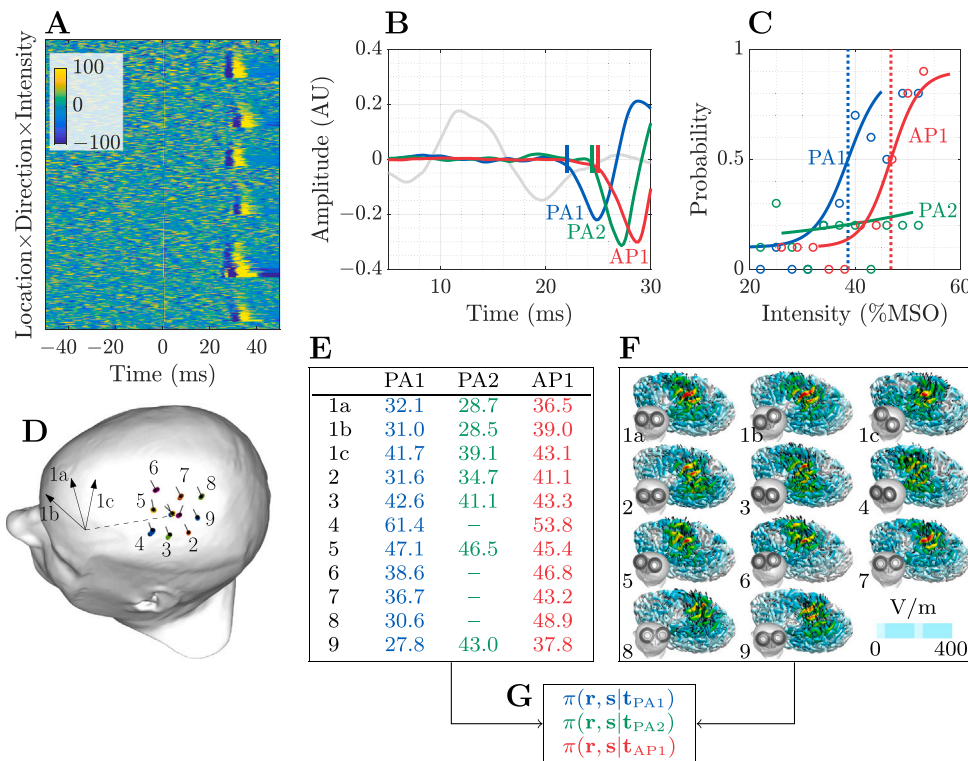 A
Location×Direction×Intensity
100
0
−100
−40
−20
0
20
40
Time (ms)
B
Amplitude (AU)
0.4
0.2
0
−0.2
−0.4
PA1
PA2
AP1
10
20
30
Time (ms)
C
Probability
1
0.5
0
PA1
AP1
PA2
20
40
60
Intensity (%MSO)
D
1a
1b
1c
6
7
8
5
9
4
3
2
E
PA1 PA2 AP1
1a 32.1 28.7 36.5
1b 31.0 28.5 39.0
1c 41.7 39.1 43.1
2 31.6 34.7 41.1
3 42.6 41.1 43.3
4 61.4 – 53.8
5 47.1 46.5 45.4
6 38.6 – 46.8
7 36.7 – 43.2
8 30.6 – 48.9
9 27.8 43.0 37.8
F
1a
1b
1c
2
3
4
5
6
7
8
9
V/m
0
400
G
π(r, s|t_PA1)
π(r, s|t_PA2)
π(r, s|t_AP1)